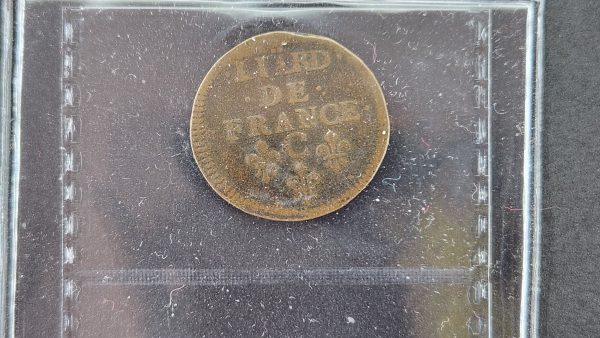 LIARD
· DE ·
FRANCE
C